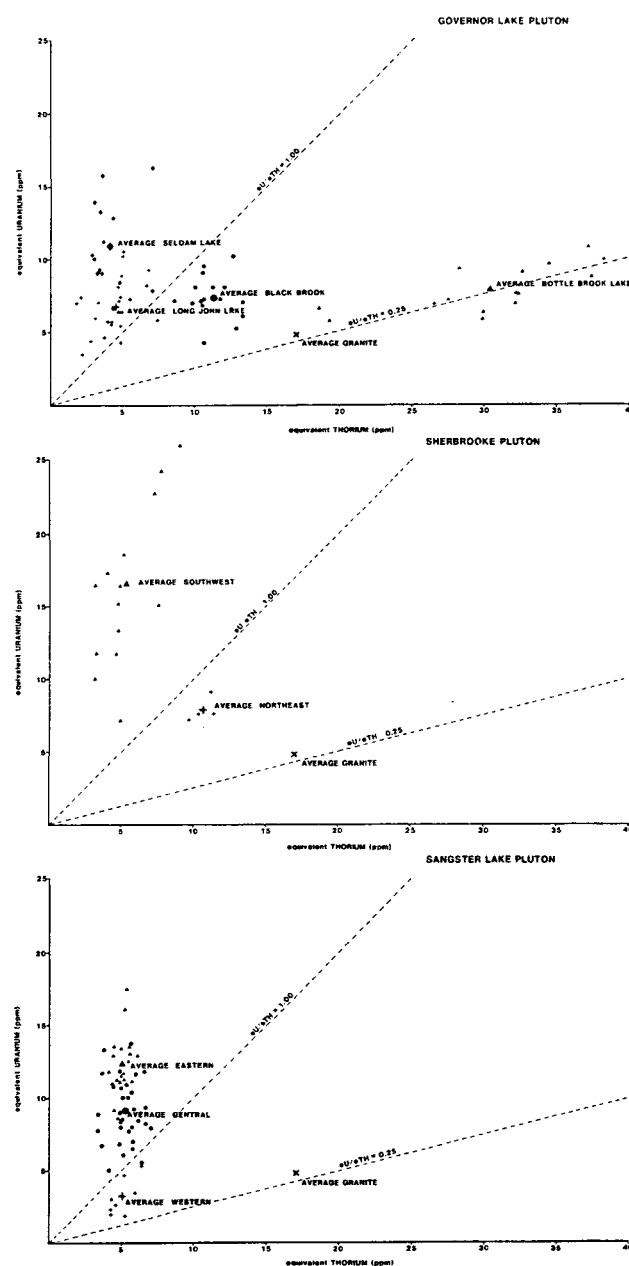 GOVERNOR LAKE PLUTON
25
20
15
10
5
equivalent URANIUM (ppm)
eU/eTH = 1.00
AVERAGE SELOAM LAKE
AVERAGE BLACK BROOK
AVERAGE LONG JOHN LAKE
AVERAGE BOTTLE BROOK LAKE
eU/eTH = 0.25
AVERAGE GRANITE
5 10 15 20 25 30 35 40
equivalent THORIUM (ppm)
SHERBROOKE PLUTON
25
20
15
10
5
equivalent URANIUM (ppm)
AVERAGE SOUTHWEST
eU/eTH 1.00
AVERAGE NORTHEAST
eU/eTH 0.25
AVERAGE GRANITE
5 10 15 20 25 30 35 40
equivalent THORIUM (ppm)
SANGSTER LAKE PLUTON
25
20
15
10
5
equivalent URANIUM (ppm)
eU/eTH = 1.00
AVERAGE EASTERN
AVERAGE CENTRAL
AVERAGE WESTERN
eU/eTH = 0.25
AVERAGE GRANITE
5 10 15 20 25 30 35 40
equivalent THORIUM (ppm)